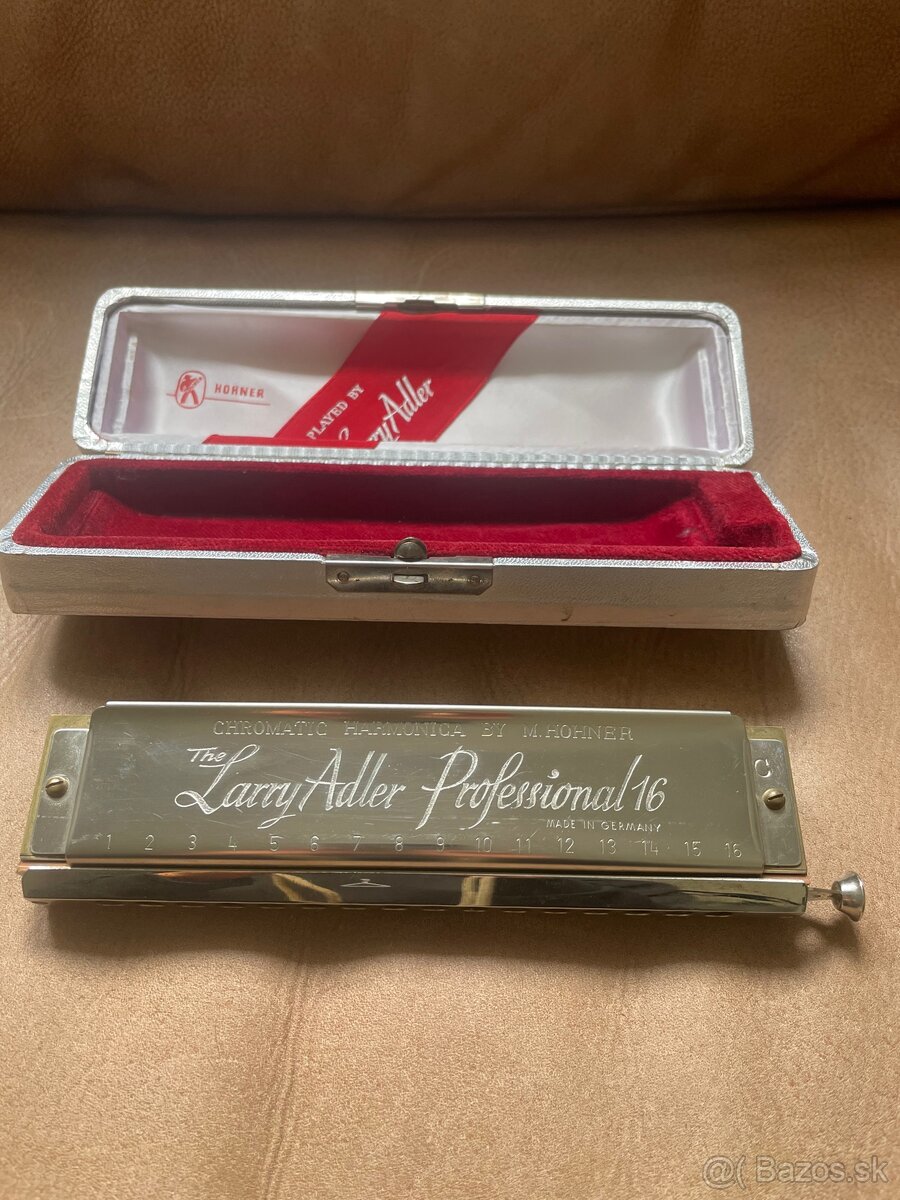 HOHNER
PLAYED BY
Larry Adler
CHROMATIC HARMONICA BY M. HOHNER
The
Larry Adler Professional 16
MADE IN GERMANY
C
1 2 3 4 5 6 7 8 9 10 11 12 13 14 15 16
@( Bazos.sk